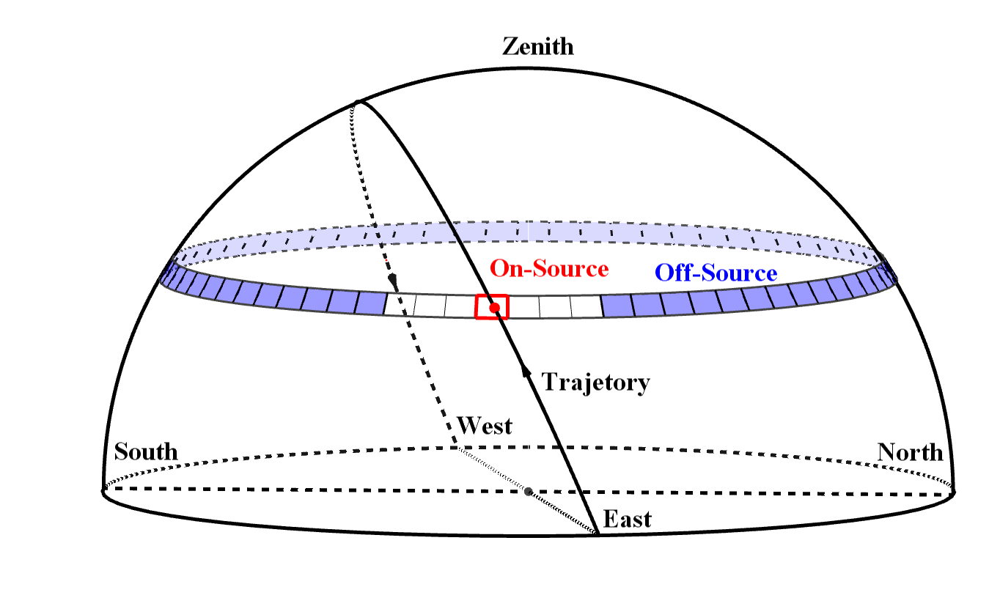 Zenith
On-Source
Off-Source
Trajetory
West
South
North
East